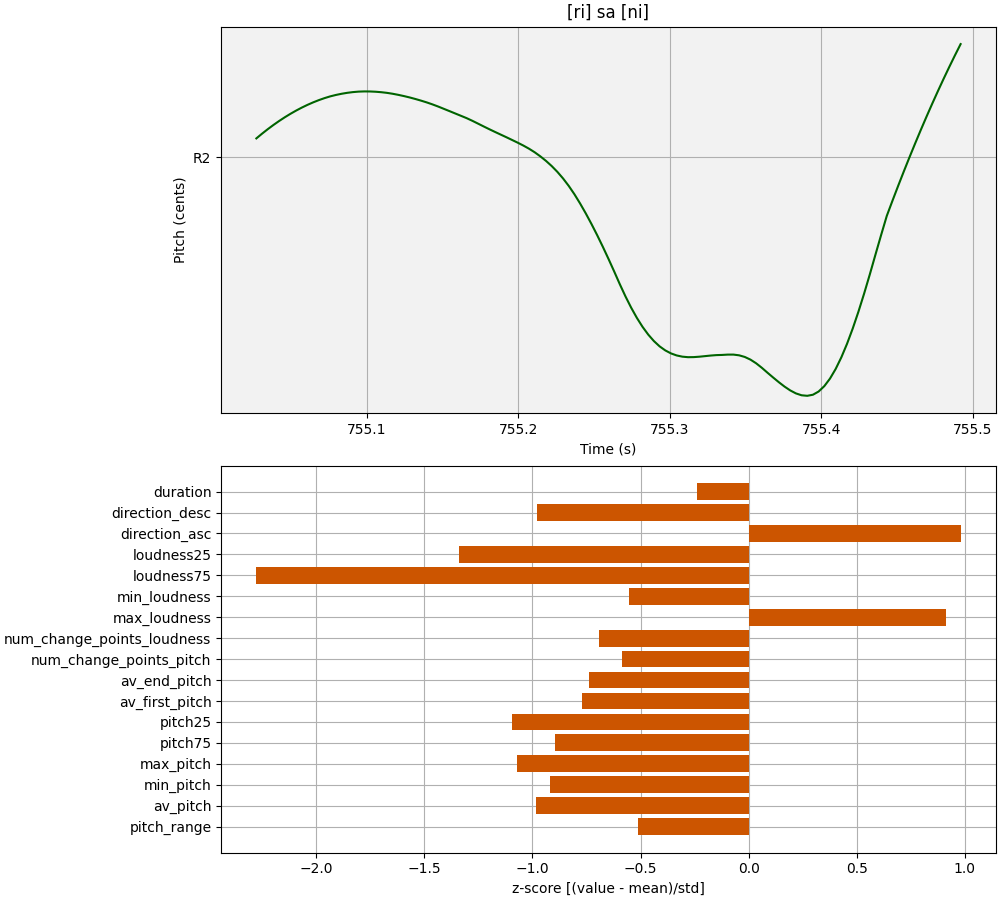 [ri] sa [ni]
R2
Pitch (cents)
755.1 755.2 755.3 755.4 755.5
Time (s)
duration
direction_desc
direction_asc
loudness25
loudness75
min_loudness
max_loudness
num_change_points_loudness
num_change_points_pitch
av_end_pitch
av_first_pitch
pitch25
pitch75
max_pitch
min_pitch
av_pitch
pitch_range
−2.0 −1.5 −1.0 −0.5 0.0 0.5 1.0
z-score [(value - mean)/std]